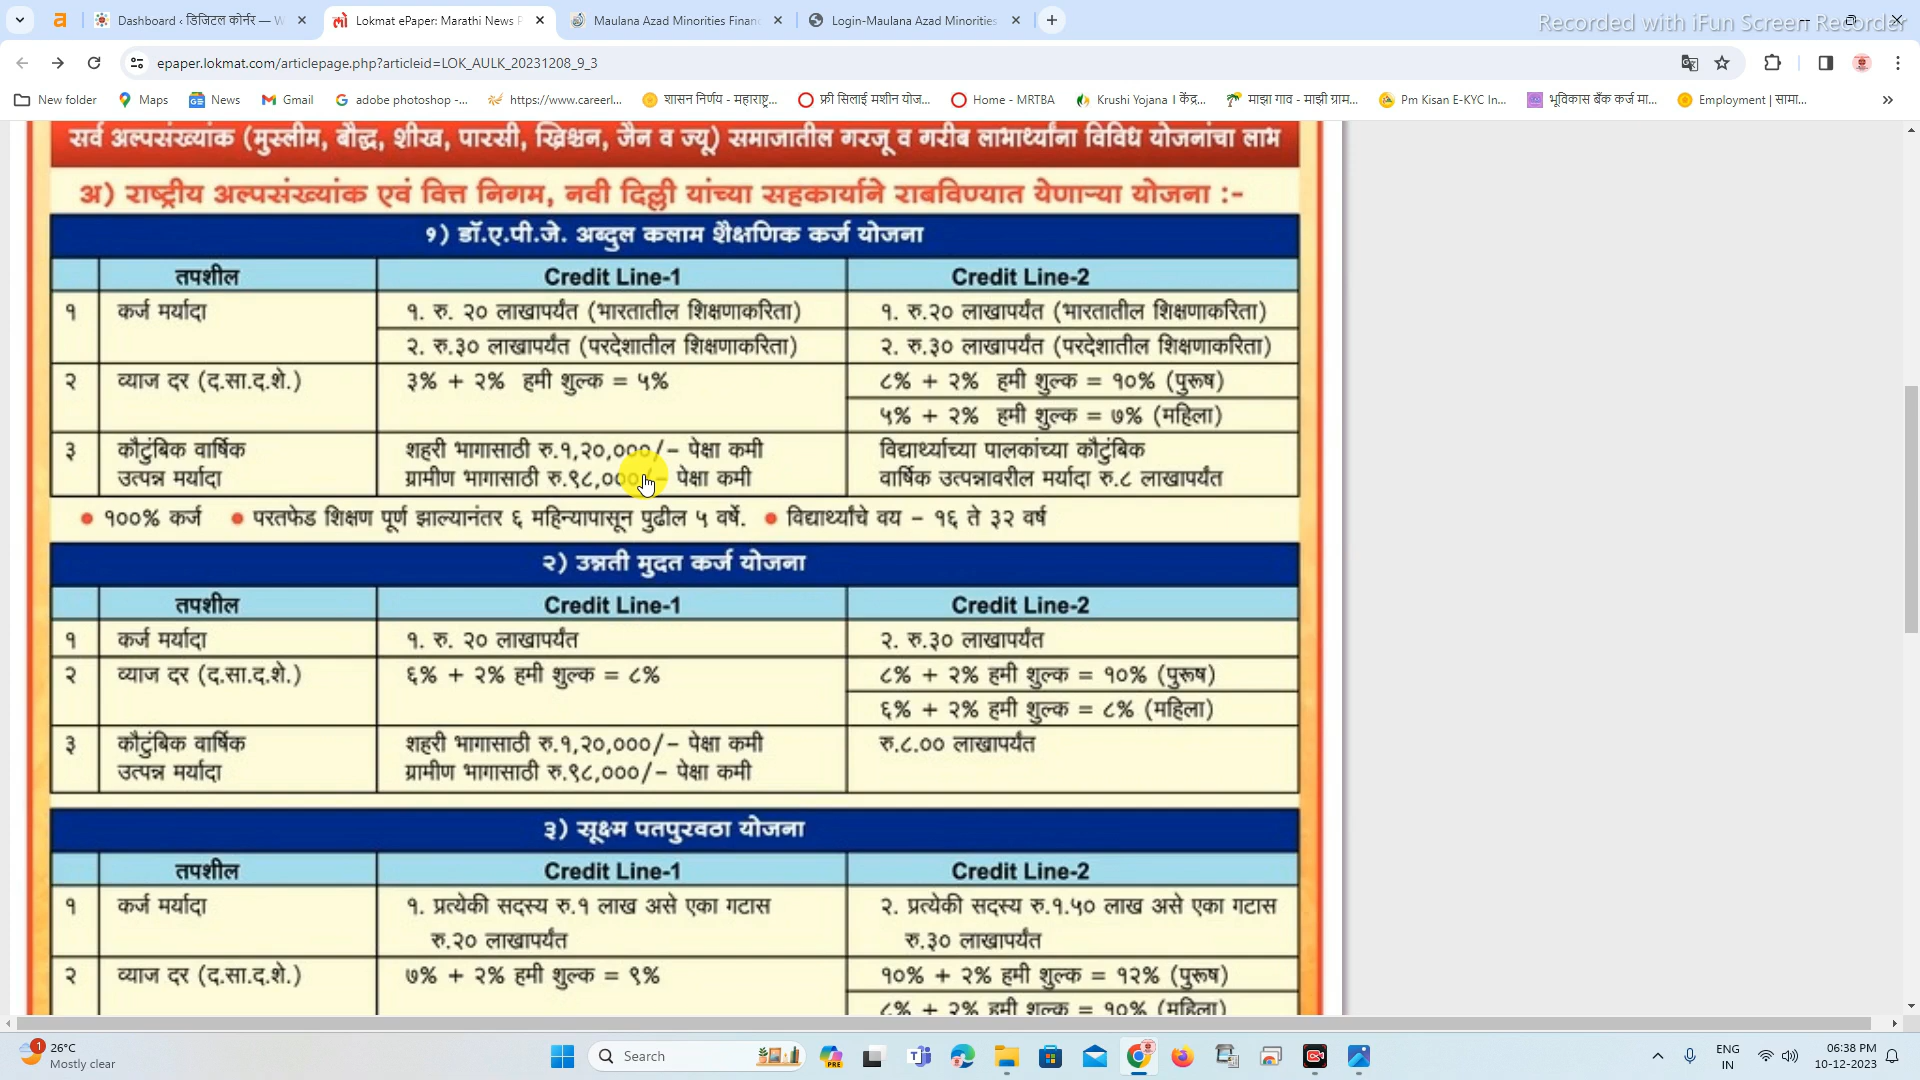 Dashboard ‹ डिजिटल कोर्नर — W
Lokmat ePaper: Marathi News P
Maulana Azad Minorities Financ
Login-Maulana Azad Minorities
Recorded with iFun Screen Recorder
epaper.lokmat.com/articlepage.php?articleid=LOK_AULK_20231208_9_3
New folder
Maps
News
Gmail
adobe photoshop -...
https://www.careerl...
शासन निर्णय - महाराष्ट्र...
फ्री सिलाई मशीन योज...
Home - MRTBA
Krushi Yojana । केंद्र...
माझा गाव - माझी ग्राम...
Pm Kisan E-KYC In...
भूविकास बँक कर्ज मा...
Employment | सामा...
सर्व अल्पसंख्यांक (मुस्लीम, बौद्ध, शीख, पारसी, ख्रिश्चन, जैन व ज्यू) समाजातील गरजू व गरीब लाभार्थ्यांना विविध योजनांचा लाभ
अ) राष्ट्रीय अल्पसंख्यांक एवं वित्त निगम, नवी दिल्ली यांच्या सहकार्याने राबविण्यात येणाऱ्या योजना :-
१) डॉ.ए.पी.जे. अब्दुल कलाम शैक्षणिक कर्ज योजना
तपशील Credit Line-1 Credit Line-2
१ कर्ज मर्यादा १. रु. २० लाखापर्यंत (भारतातील शिक्षणाकरिता) १. रु.२० लाखापर्यंत (भारतातील शिक्षणाकरिता)
२. रु.३० लाखापर्यंत (परदेशातील शिक्षणाकरिता) २. रु.३० लाखापर्यंत (परदेशातील शिक्षणाकरिता)
२ व्याज दर (द.सा.द.शे.) ३% + २% हमी शुल्क = ५% ८% + २% हमी शुल्क = १०% (पुरूष)
५% + २% हमी शुल्क = ७% (महिला)
३ कौटुंबिक वार्षिक शहरी भागासाठी रु.१,२०,०००/- पेक्षा कमी विद्यार्थ्याच्या पालकांच्या कौटुंबिक
उत्पन्न मर्यादा ग्रामीण भागासाठी रु.९८,०००/- पेक्षा कमी वार्षिक उत्पन्नावरील मर्यादा रु.८ लाखापर्यंत
● १००% कर्ज ● परतफेड शिक्षण पूर्ण झाल्यानंतर ६ महिन्यापासून पुढील ५ वर्षे. ● विद्यार्थ्यांचे वय – १६ ते ३२ वर्ष
२) उन्नती मुदत कर्ज योजना
तपशील Credit Line-1 Credit Line-2
१ कर्ज मर्यादा १. रु. २० लाखापर्यंत २. रु.३० लाखापर्यंत
२ व्याज दर (द.सा.द.शे.) ६% + २% हमी शुल्क = ८% ८% + २% हमी शुल्क = १०% (पुरूष)
६% + २% हमी शुल्क = ८% (महिला)
३ कौटुंबिक वार्षिक शहरी भागासाठी रु.१,२०,०००/- पेक्षा कमी रु.८.०० लाखापर्यंत
उत्पन्न मर्यादा ग्रामीण भागासाठी रु.९८,०००/- पेक्षा कमी
३) सूक्ष्म पतपुरवठा योजना
तपशील Credit Line-1 Credit Line-2
१ कर्ज मर्यादा १. प्रत्येकी सदस्य रु.१ लाख असे एका गटास २. प्रत्येकी सदस्य रु.१.५० लाख असे एका गटास
रु.२० लाखापर्यंत रु.३० लाखापर्यंत
२ व्याज दर (द.सा.द.शे.) ७% + २% हमी शुल्क = ९% १०% + २% हमी शुल्क = १२% (पुरूष)
८% + २% हमी शुल्क = १०% (महिला)
26°C
Mostly clear
Search
ENG
IN
06:38 PM
10-12-2023